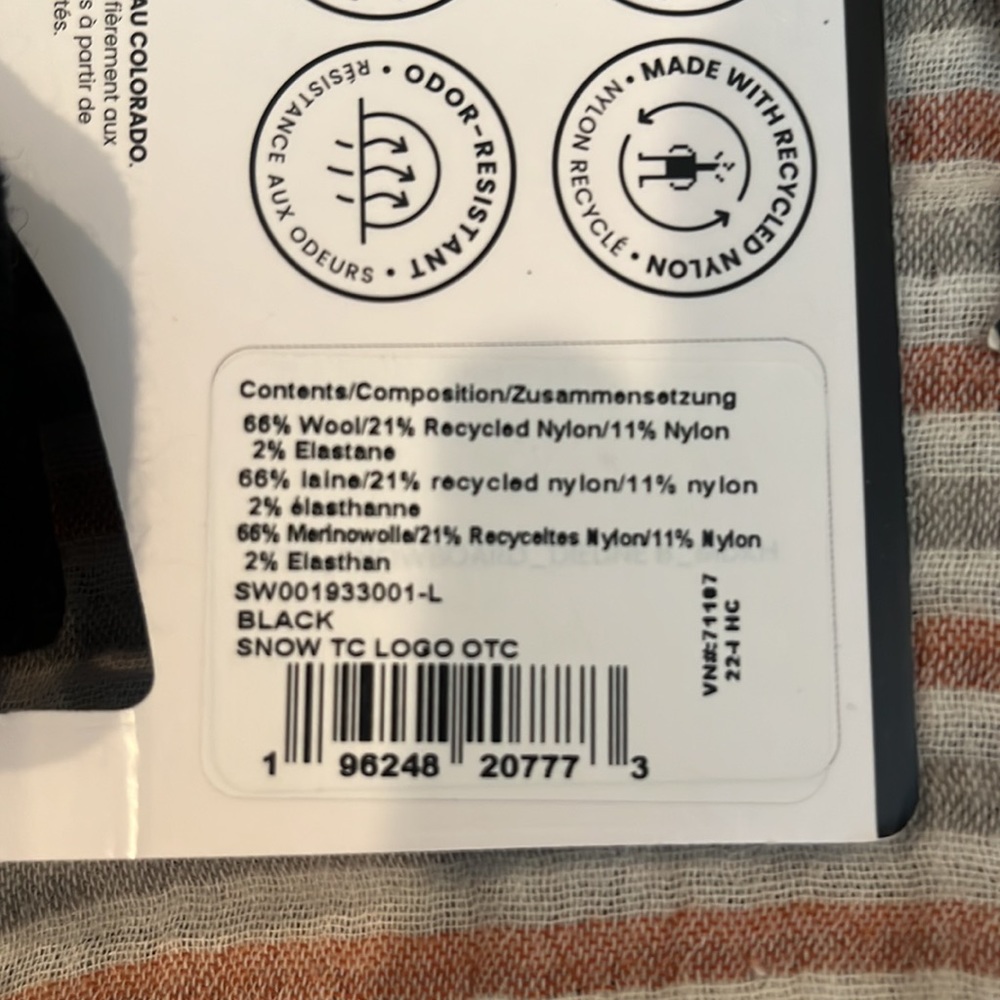 AU COLORADO.
fièrement aux
s à partir de
tés.
ODOR-RESISTANT •
RÉSISTANCE AUX ODEURS •
MADE WITH RECYCLED NYLON •
NYLON RECYCLÉ •
Contents/Composition/Zusammensetzung
66% Wool/21% Recycled Nylon/11% Nylon
2% Elastane
66% laine/21% recycled nylon/11% nylon
2% élasthanne
66% Merinowolle/21% Recyceltes Nylon/11% Nylon
2% Elasthan
SW001933001-L
BLACK
SNOW TC LOGO OTC
VN#:71107
22-I HC
1 96248 20777 3